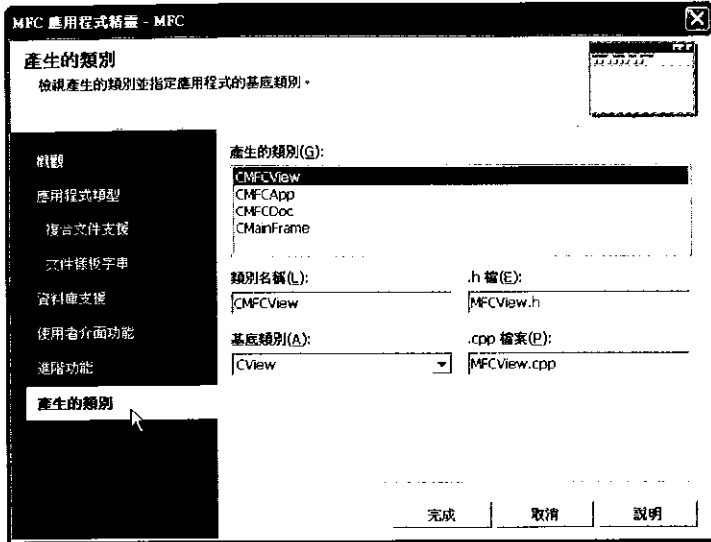 MFC 應用程式精靈 - MFC
產生的類別
檢視產生的類別並指定應用程式的基底類別。
概觀
應用程式類型
複合文件支援
文件樣板字串
資料庫支援
使用者介面功能
進階功能
產生的類別
產生的類別(G):
CMFCView
CMFCApp
CMFCDoc
CMainFrame
類別名稱(L):
.h 檔(E):
CMFCView
MFCView.h
基底類別(A):
.cpp 檔案(P):
CView
MFCView.cpp
完成
取消
說明